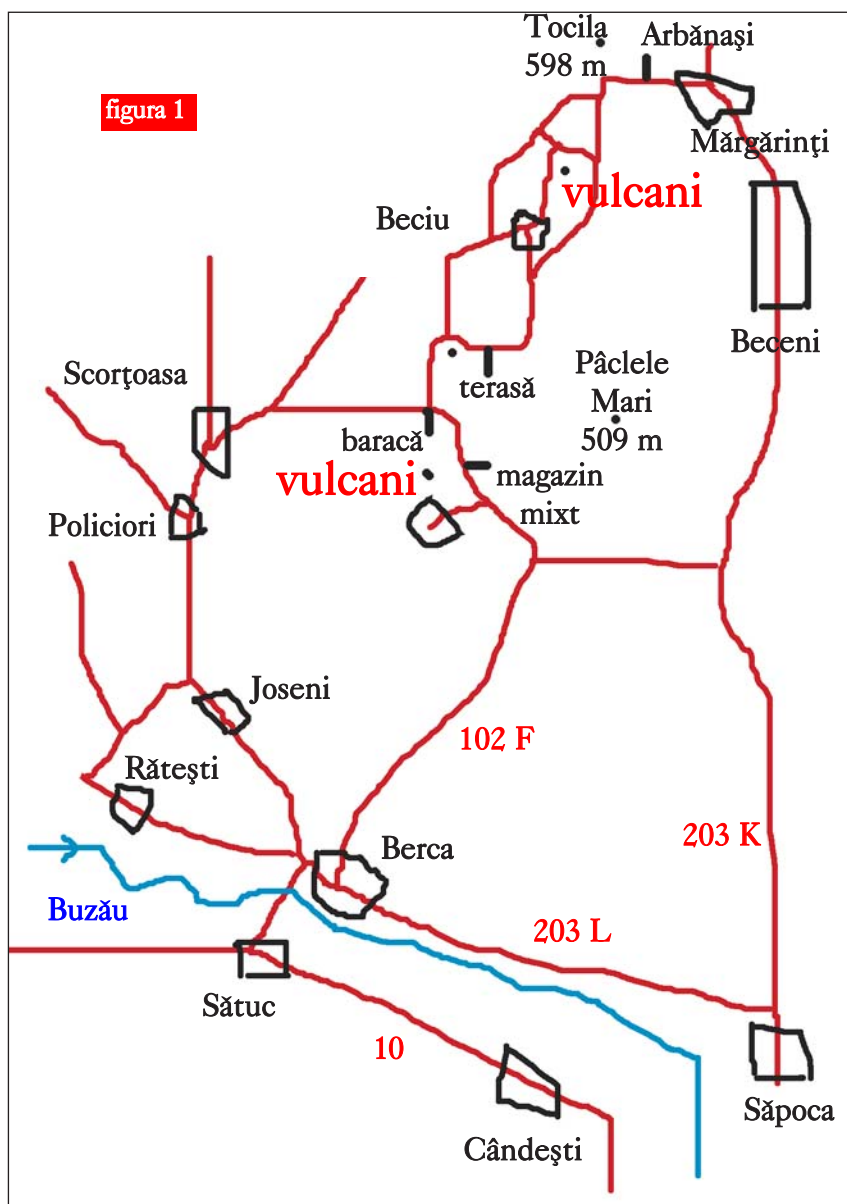 Tocila
598 m
Arbănaşi
figura 1
Mărgărinţi
vulcani
Beciu
Beceni
Scorţoasa
terasă
Pâclele
Mari
509 m
baracă
vulcani
magazin
mixt
Policiori
Joseni
102 F
Răteşti
Berca
203 K
Buzău
203 L
Sătuc
10
Săpoca
Cândeşti